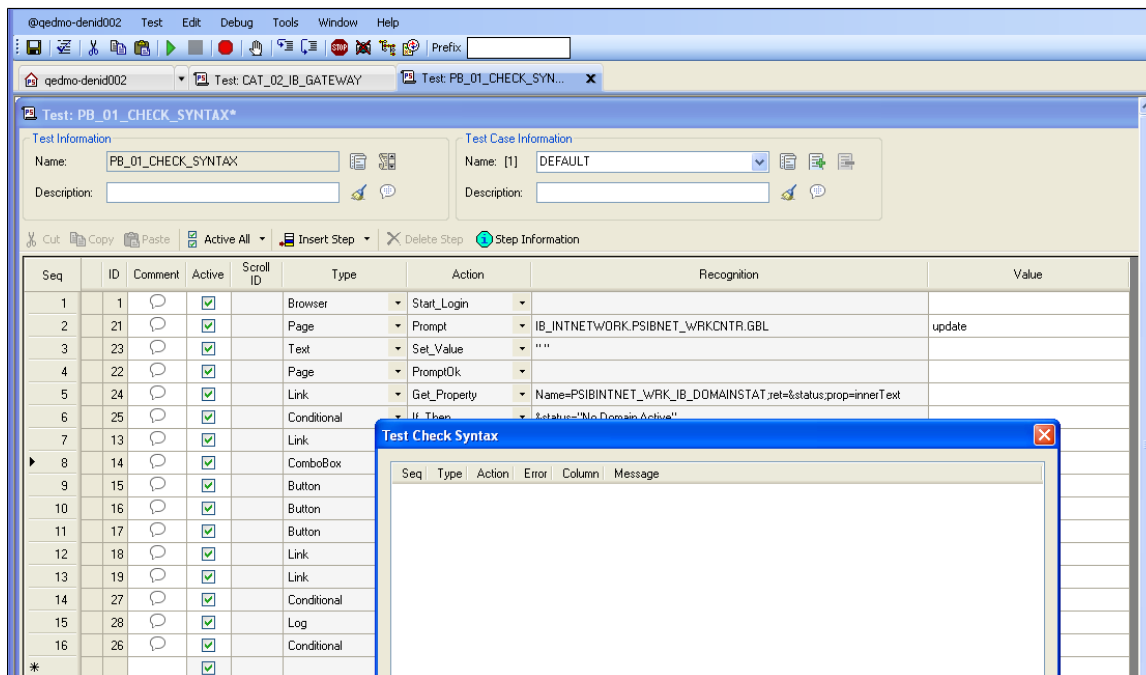 @qedmo-denid002 Test Edit Debug Tools Window Help
STOP Prefix
qedmo-denid002 Test: CAT_02_IB_GATEWAY Test: PB_01_CHECK_SYN... X
Test: PB_01_CHECK_SYNTAX*
Test Information Test Case Information
Name: PB_01_CHECK_SYNTAX Name: [1] DEFAULT
Description: Description:
Cut Copy Paste Active All Insert Step Delete Step Step Information
Seq ID Comment Active Scroll ID Type Action Recognition Value
1 1 Browser Start_Login
2 21 Page Prompt IB_INTNETWORK.PSIBNET_WRKCNTR.GBL update
3 23 Text Set_Value " "
4 22 Page PromptOk
5 24 Link Get_Property Name=PSIBINTNET_WRK_IB_DOMAINSTAT;ret=&status;prop=innerText
6 25 Conditional If_Then &status="No Domain Active"
7 13 Link
8 14 ComboBox
9 15 Button
10 16 Button
11 17 Button
12 18 Link
13 19 Link
14 27 Conditional
15 28 Log
16 26 Conditional
*
Test Check Syntax
Seq Type Action Error Column Message